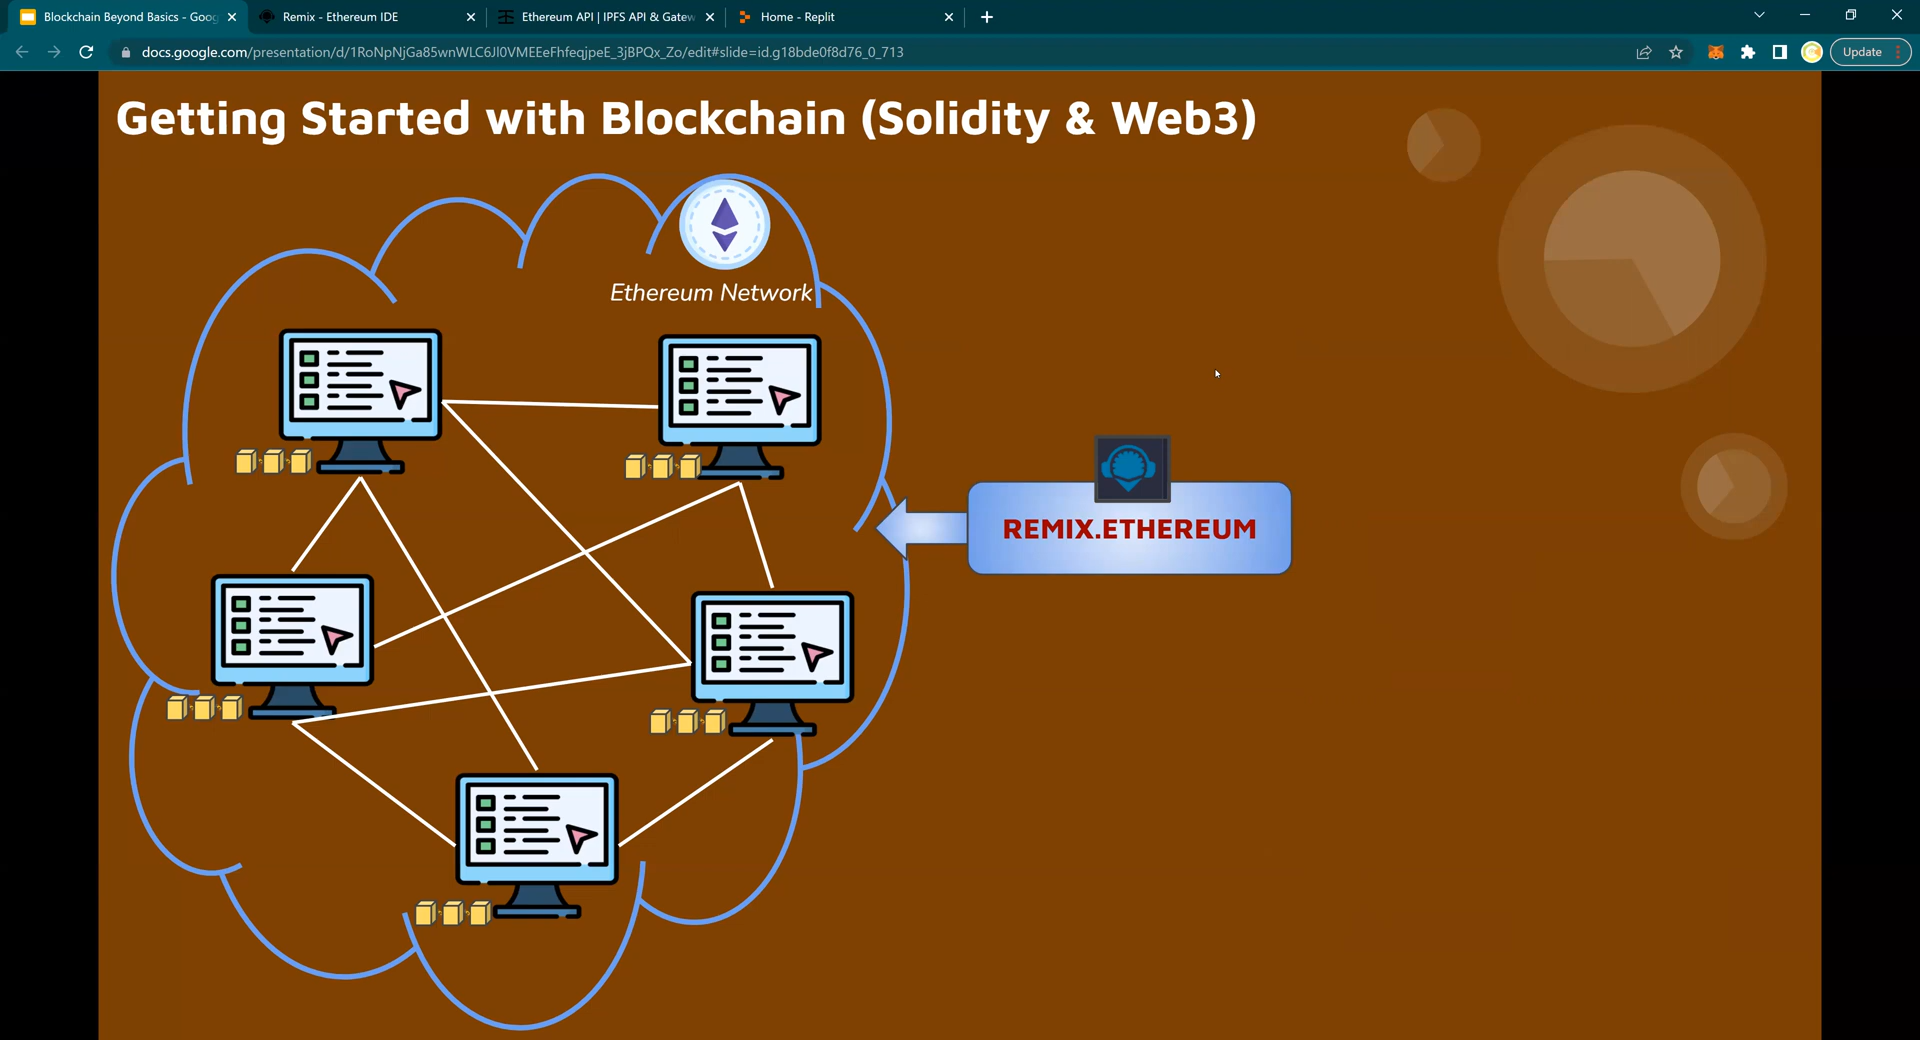 Blockchain Beyond Basics - Goog
Remix - Ethereum IDE
Ethereum API | IPFS API & Gatew
Home - Replit
docs.google.com/presentation/d/1RoNpNjGa85wnWLC6Jl0VMEEeFhfeqjpeE_3jBPQx_Zo/edit#slide=id.g18bde0f8d76_0_713
Update
Getting Started with Blockchain (Solidity & Web3)
Ethereum Network
REMIX.ETHEREUM